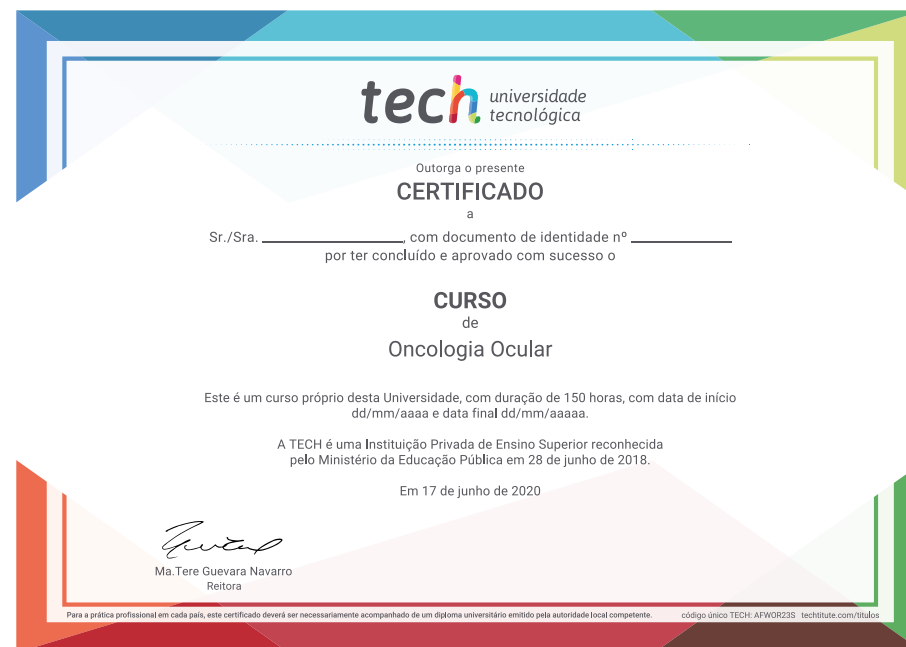 tech universidade
tecnológica
Outorga o presente
CERTIFICADO
a
Sr./Sra. ____________________, com documento de identidade nº ______________
por ter concluído e aprovado com sucesso o
CURSO
de
Oncologia Ocular
Este é um curso próprio desta Universidade, com duração de 150 horas, com data de início
dd/mm/aaaa e data final dd/mm/aaaaa.
A TECH é uma Instituição Privada de Ensino Superior reconhecida
pelo Ministério da Educação Pública em 28 de junho de 2018.
Em 17 de junho de 2020
Ma.Tere Guevara Navarro
Reitora
Para a prática profissional em cada país, este certificado deverá ser necessariamente acompanhado de um diploma universitário emitido pela autoridade local competente. código único TECH: AFWOR23S techtitute.com/titulos